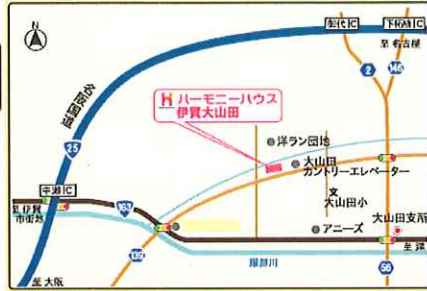 N
御代IC
下柘植IC
至 名古屋
2
146
名阪国道
25
H ハーモニーハウス
伊賀大山田
洋ラン団地
大山田
カントリーエレベーター
文
大山田小
中瀬IC
至 伊賀
市街地
163
アニーズ
大山田支所
至 津
服部川
至 大阪
56